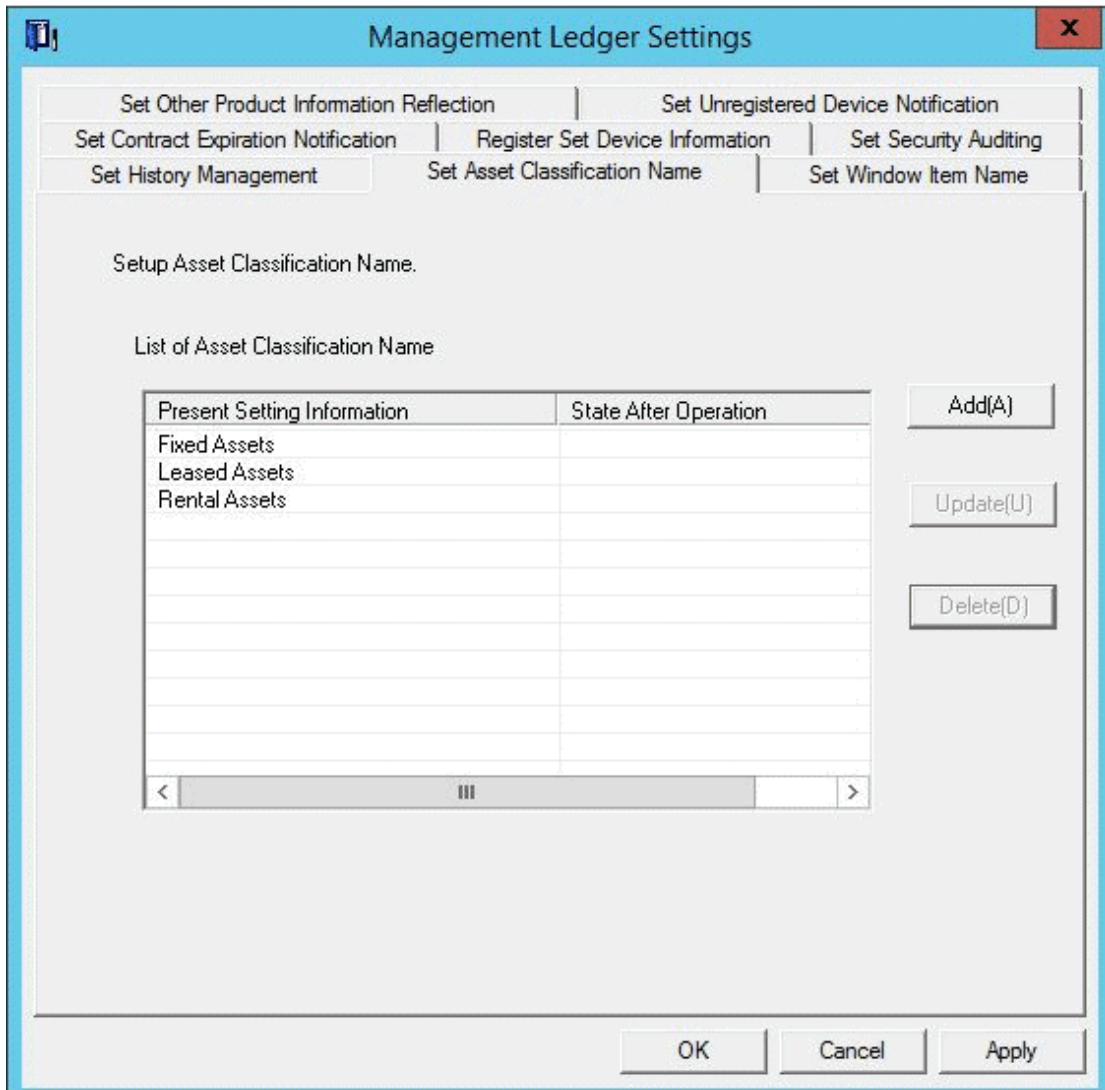 Management Ledger Settings
x
Set Other Product Information Reflection
Set Unregistered Device Notification
Set Contract Expiration Notification
Register Set Device Information
Set Security Auditing
Set History Management
Set Asset Classification Name
Set Window Item Name
Setup Asset Classification Name.
List of Asset Classification Name
Present Setting Information
State After Operation
Fixed Assets
Leased Assets
Rental Assets
Add(A)
Update(U)
Delete(D)
OK
Cancel
Apply